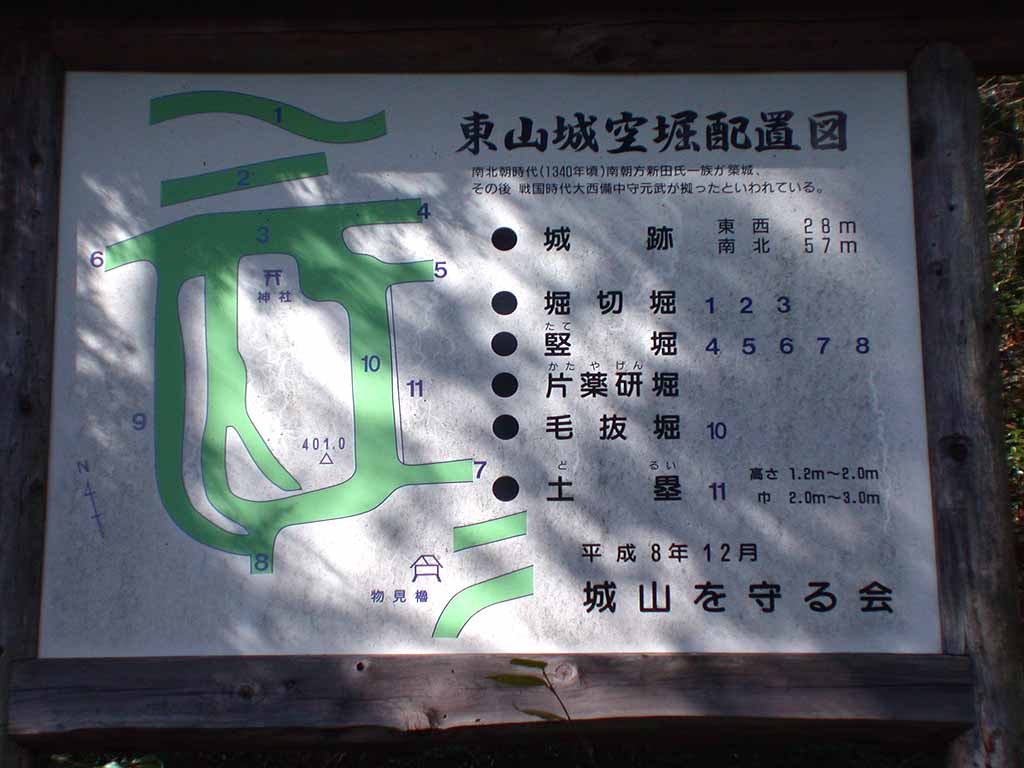 東山城空堀配置図
南北朝時代(1340年頃)南朝方新田氏一族が築城、
その後 戦国時代大西備中守元武が拠ったといわれている。
● 城跡 東西 28m
南北 57m
● 堀切堀 1 2 3
たて
● 竪堀 4 5 6 7 8
かたやげん
● 片薬研堀
● 毛抜堀 10
どるい
● 土塁 11 高さ 1.2m～2.0m
巾 2.0m～3.0m
平成8年12月
城山を守る会
1
2
3
4
5
6
神社
10
11
9
401.0
N
7
8
物見櫓